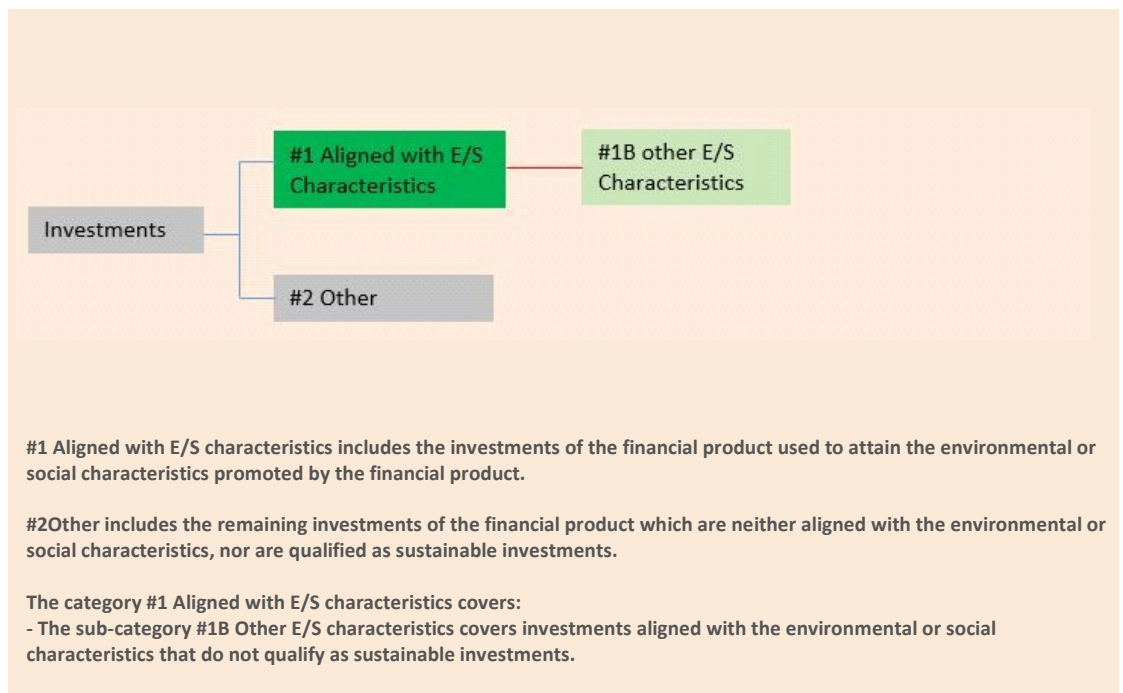 #1 Aligned with E/S
Characteristics
#1B other E/S
Characteristics
Investments
#2 Other
#1 Aligned with E/S characteristics includes the investments of the financial product used to attain the environmental or
social characteristics promoted by the financial product.
#2Other includes the remaining investments of the financial product which are neither aligned with the environmental or
social characteristics, nor are qualified as sustainable investments.
The category #1 Aligned with E/S characteristics covers:
- The sub-category #1B Other E/S characteristics covers investments aligned with the environmental or social
characteristics that do not qualify as sustainable investments.